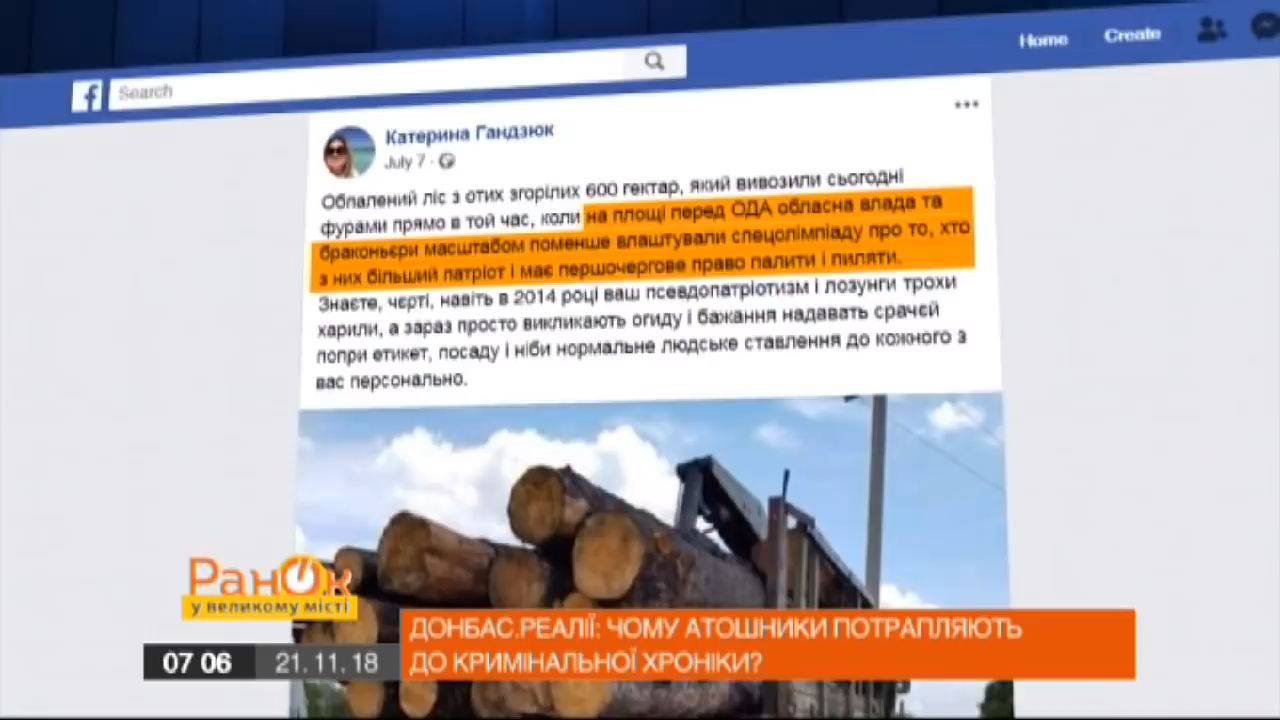 Home
Create
f
Search
Катерина Гандзюк
July 7 ·
Обпалений ліс з отих згорілих 600 гектар, який вивозили сьогодні
фурами прямо в той час, коли на площі перед ОДА обласна влада та
браконьєри масштабом поменше влаштували спецолімпіаду про то, хто
з них більший патріот і має першочергове право палити і пиляти.
Знаєте, чєрті, навіть в 2014 році ваш псевдопатріотизм і лозунги трохи
харили, а зараз просто викликають огиду і бажання надавать срачєй
попри етикет, посаду і ніби нормальне людське ставлення до кожного з
вас персонально.
Ранок
у великому місті
ДОНБАС.РЕАЛІЇ: ЧОМУ АТОШНИКИ ПОТРАПЛЯЮТЬ
ДО КРИМІНАЛЬНОЇ ХРОНІКИ?
07 06
21.11.18